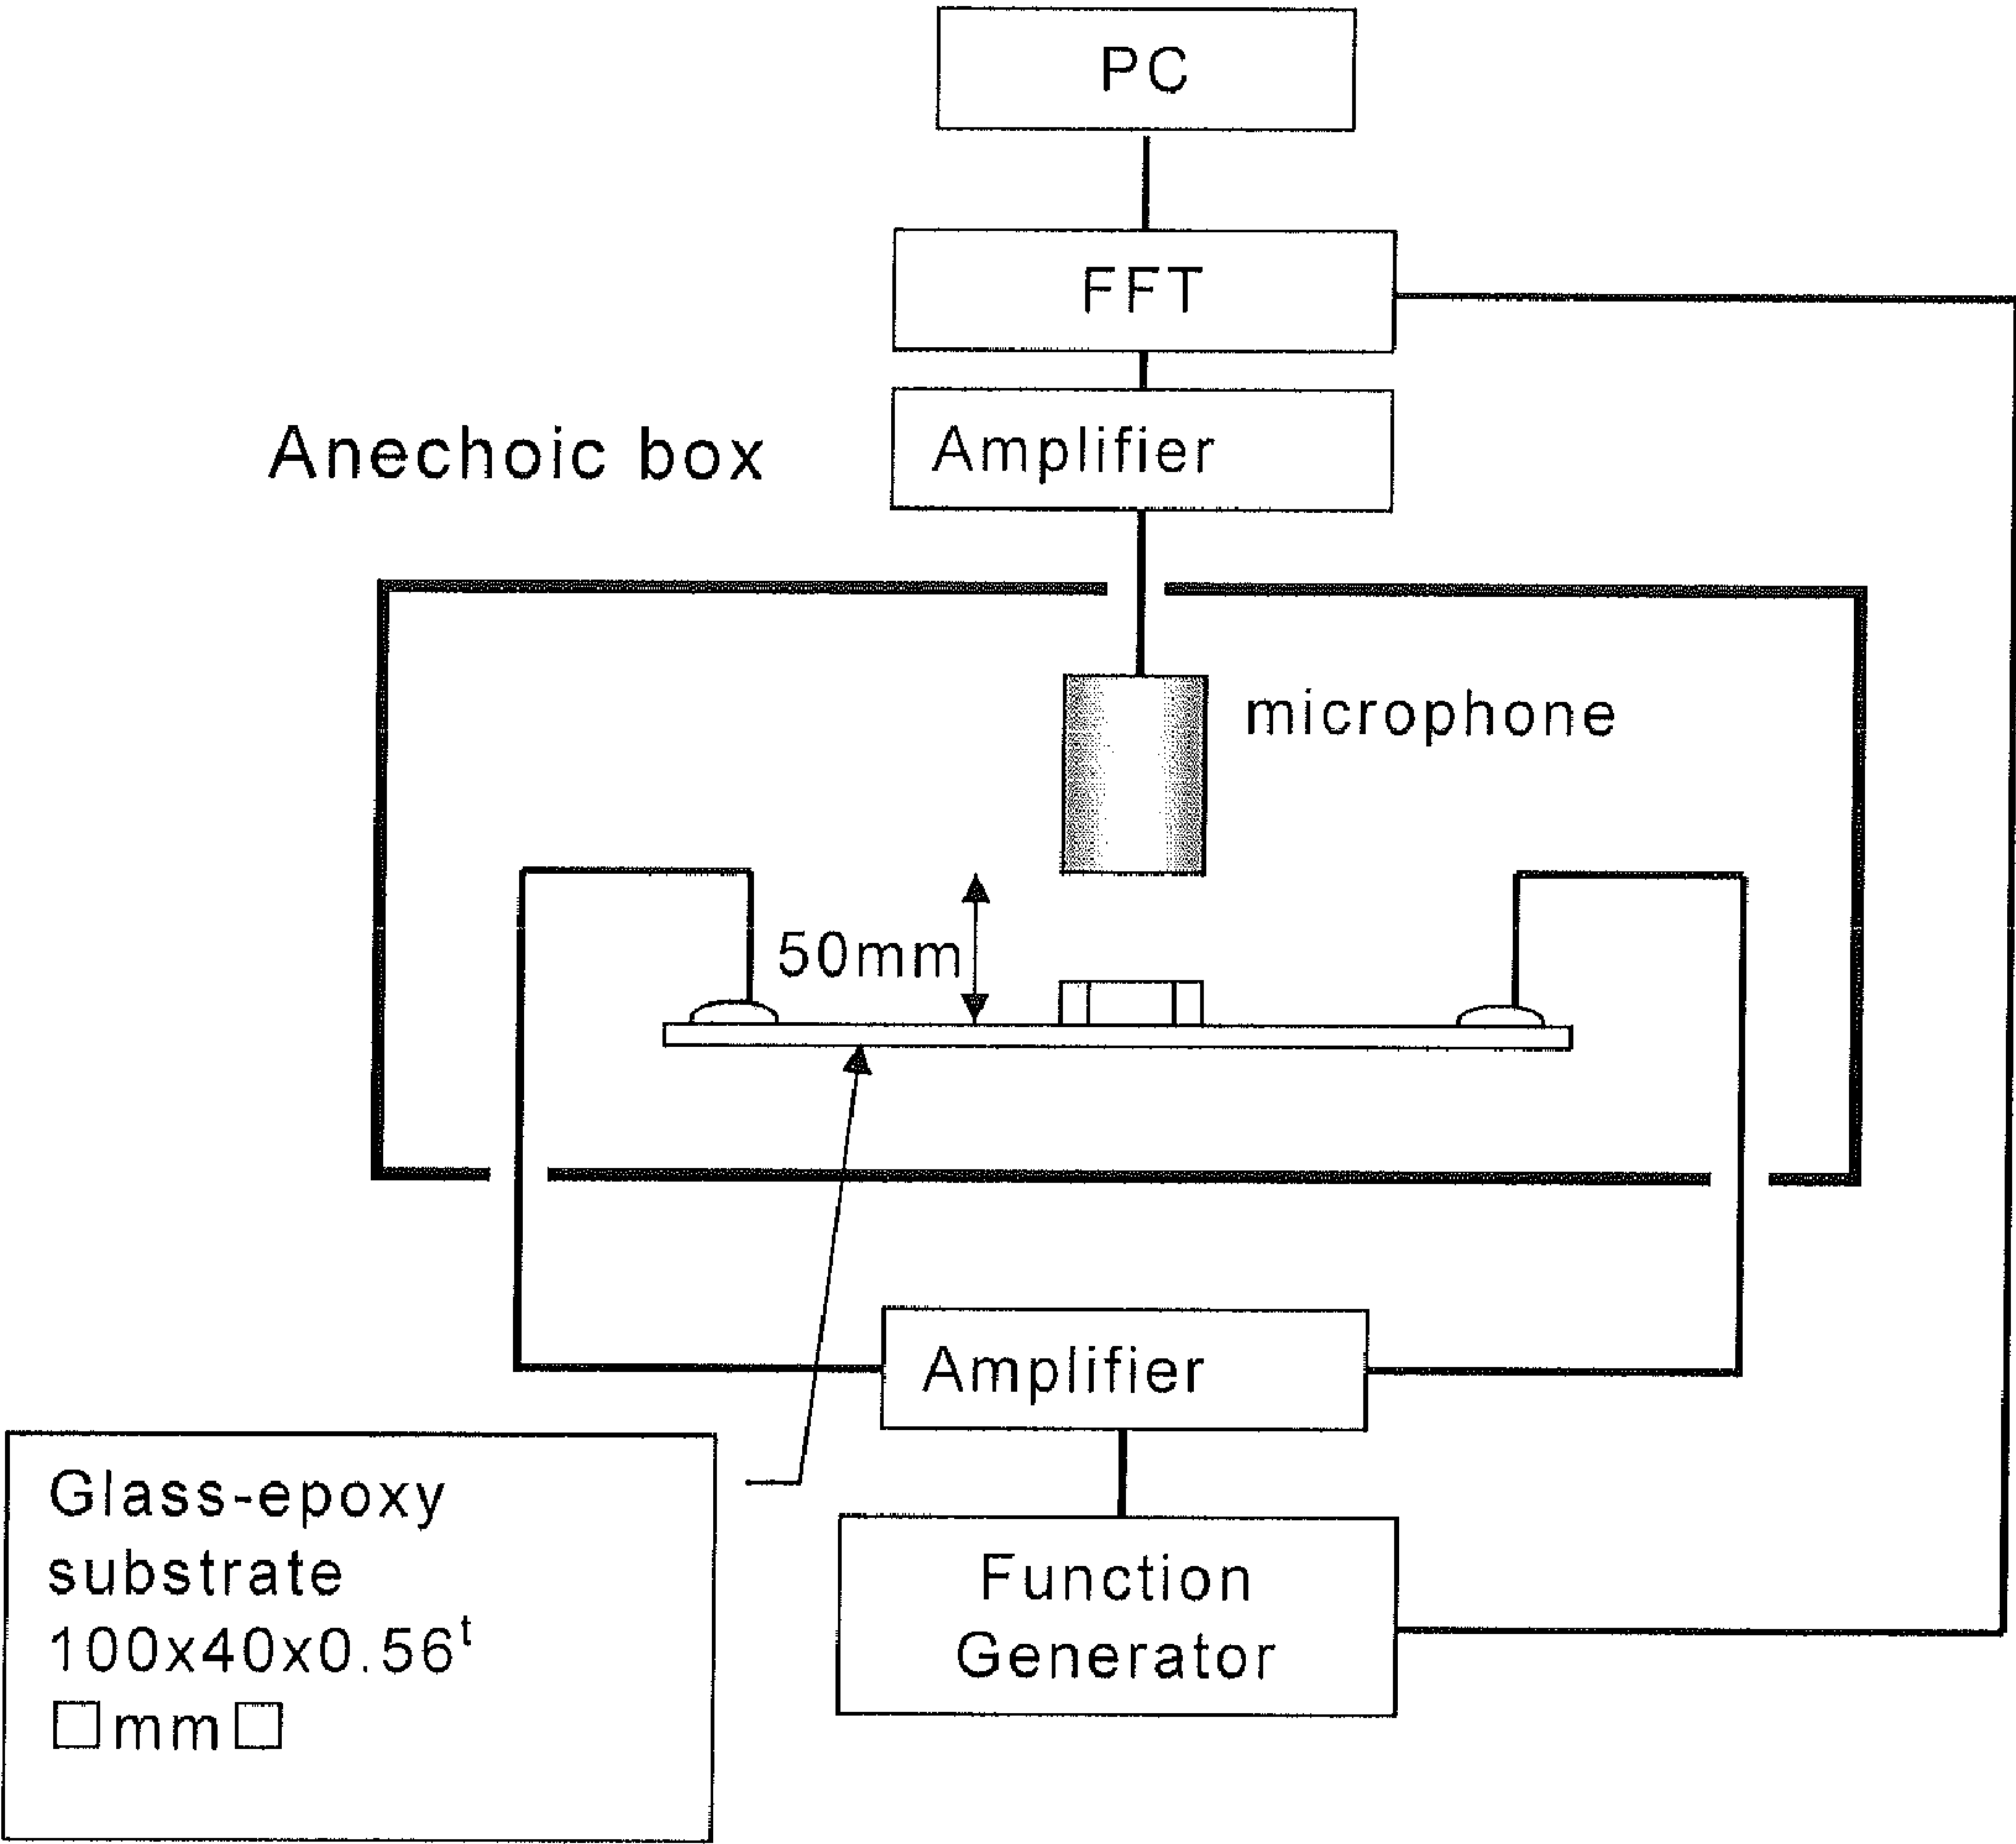 PC
FFT
Amplifier
Anechoic box
microphone
50mm
Amplifier
Glass-epoxy
substrate
100x40x0.56ᵗ
□mm□
Function
Generator